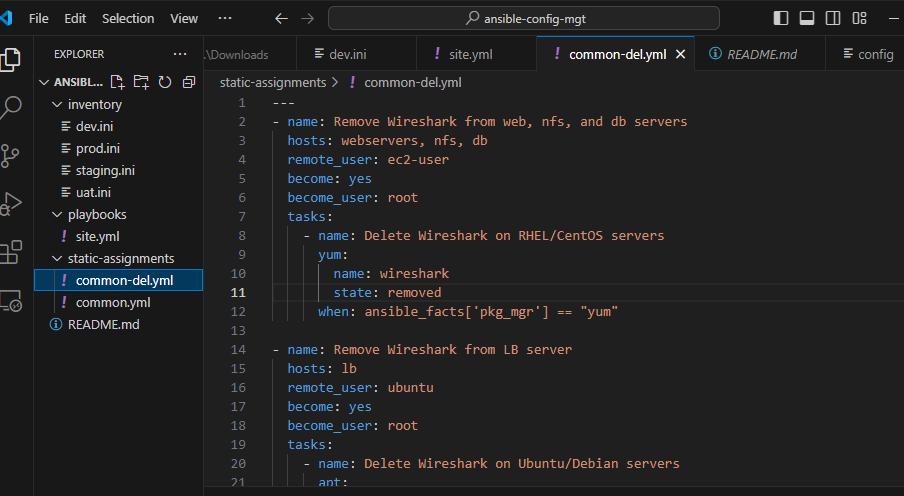 File Edit Selection View ··· ansible-config-mgt
EXPLORER ···
ANSIBL...
inventory
dev.ini
prod.ini
staging.ini
uat.ini
playbooks
site.yml
static-assignments
common-del.yml
common.yml
README.md
.\Downloads dev.ini site.yml common-del.yml README.md config
static-assignments > common-del.yml
1 ---
2 - name: Remove Wireshark from web, nfs, and db servers
3 hosts: webservers, nfs, db
4 remote_user: ec2-user
5 become: yes
6 become_user: root
7 tasks:
8 - name: Delete Wireshark on RHEL/CentOS servers
9 yum:
10 name: wireshark
11 state: removed
12 when: ansible_facts['pkg_mgr'] == "yum"
13
14 - name: Remove Wireshark from LB server
15 hosts: lb
16 remote_user: ubuntu
17 become: yes
18 become_user: root
19 tasks:
20 - name: Delete Wireshark on Ubuntu/Debian servers
21 apt: